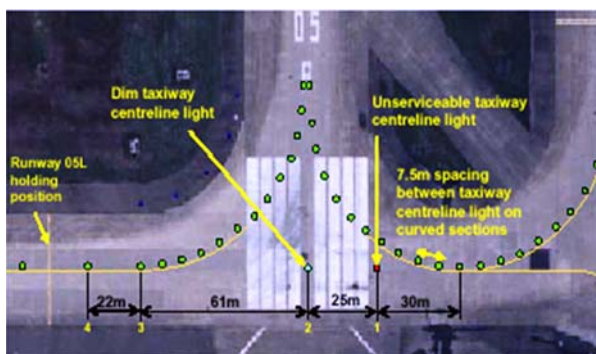 05
Dim taxiway
centreline light
Unserviceable taxiway
centreline light
Runway 05L
holding
position
7.5m spacing
between taxiway
centreline light on
curved sections
22m
61m
25m
30m
4
3
2
1